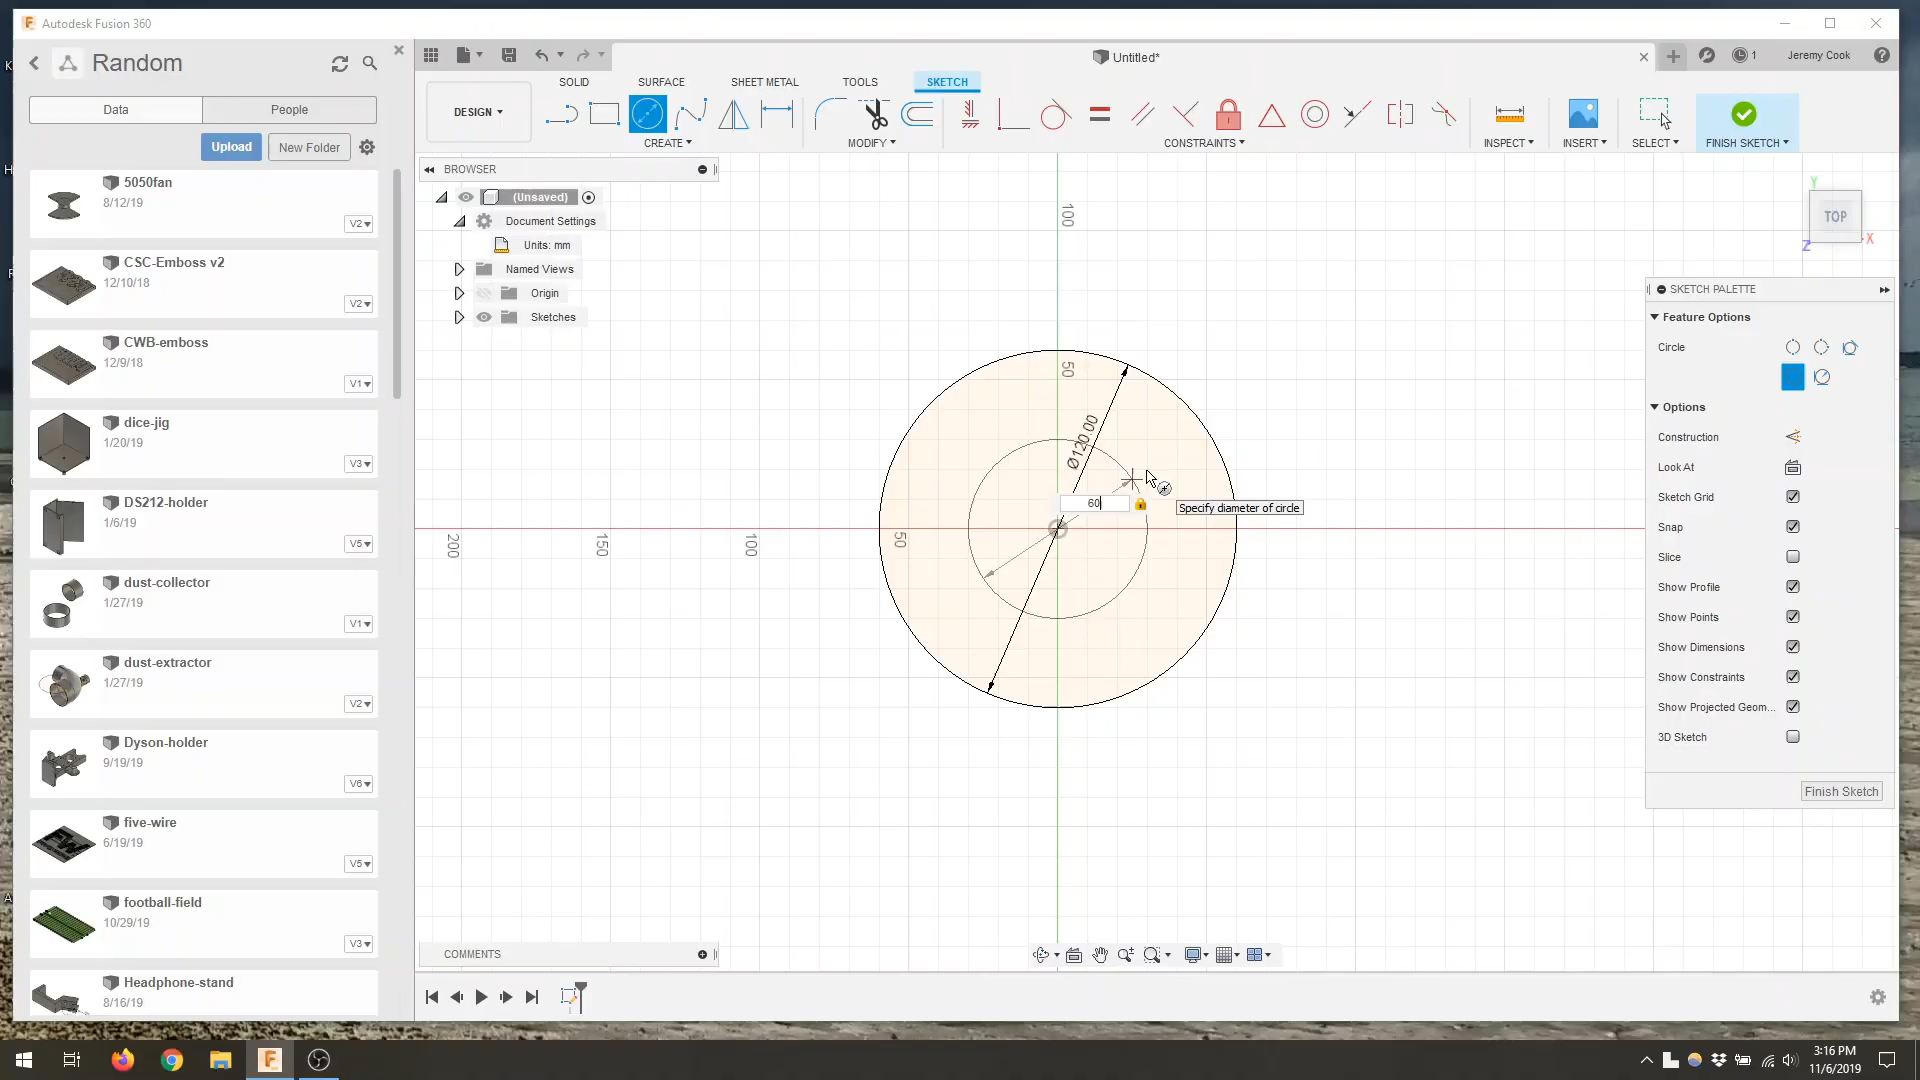 Autodesk Fusion 360
Random
Data
People
Upload
New Folder
5050fan
8/12/19
V2
CSC-Emboss v2
12/10/18
V2
CWB-emboss
12/9/18
V1
dice-jig
1/20/19
V3
DS212-holder
1/6/19
V5
dust-collector
1/27/19
V1
dust-extractor
1/27/19
V2
Dyson-holder
9/19/19
V6
five-wire
6/19/19
V5
football-field
10/29/19
V3
Headphone-stand
8/16/19
Untitled*
1
Jeremy Cook
DESIGN
SOLID
SURFACE
SHEET METAL
TOOLS
SKETCH
CREATE
MODIFY
CONSTRAINTS
INSPECT
INSERT
SELECT
FINISH SKETCH
BROWSER
(Unsaved)
Document Settings
Units: mm
Named Views
Origin
Sketches
100
50
Ø120.00
60
Specify diameter of circle
200
150
100
50
Y
TOP
X
Z
SKETCH PALETTE
Feature Options
Circle
Options
Construction
Look At
Sketch Grid
Snap
Slice
Show Profile
Show Points
Show Dimensions
Show Constraints
Show Projected Geom...
3D Sketch
Finish Sketch
COMMENTS
3:16 PM
11/6/2019